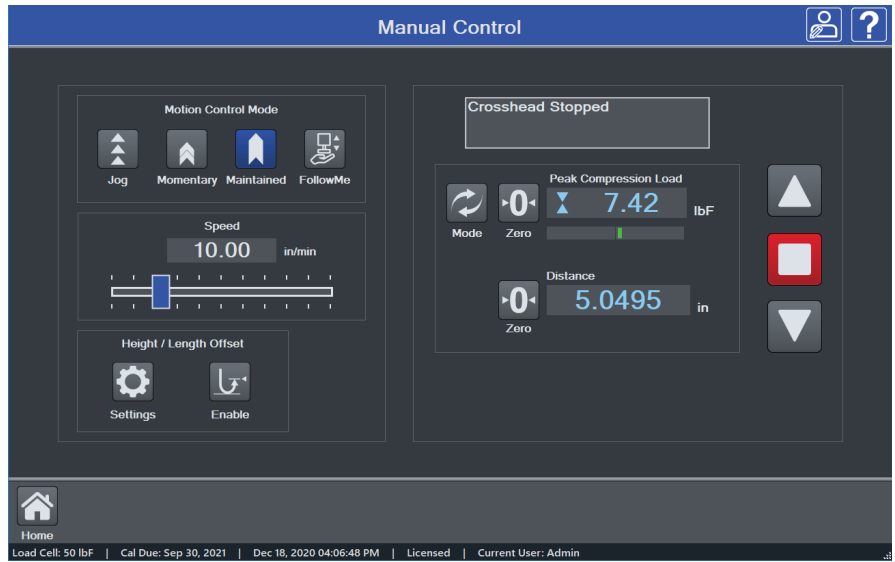 Manual Control
?
Motion Control Mode
Jog Momentary Maintained FollowMe
Speed
10.00 in/min
Height / Length Offset
Settings Enable
Crosshead Stopped
Peak Compression Load
0 7.42 lbF
Mode Zero
Distance
0 5.0495 in
Zero
Home
Load Cell: 50 lbF | Cal Due: Sep 30, 2021 | Dec 18, 2020 04:06:48 PM | Licensed | Current User: Admin